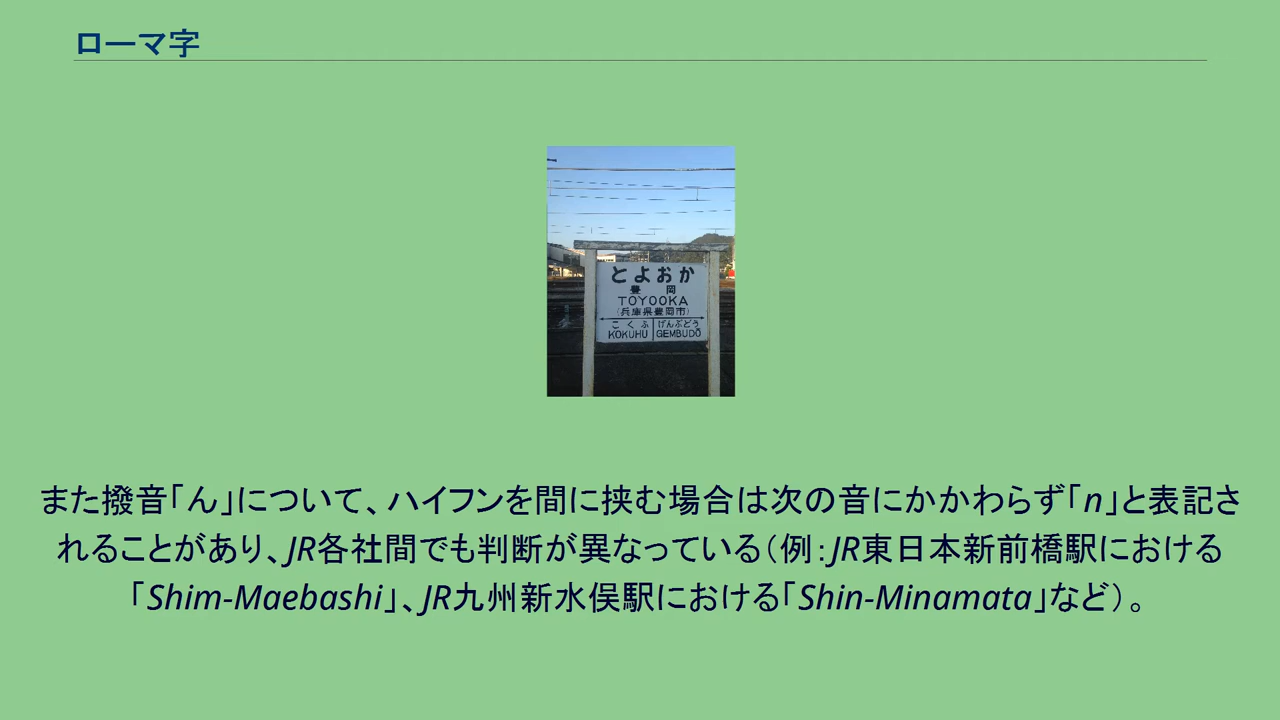 ローマ字
とよおか
豊 岡
TOYOOKA
(兵庫県豊岡市)
こくふ げんぶどう
KOKUHU GEMBUDŌ
また撥音「ん」について、ハイフンを間に挟む場合は次の音にかかわらず「n」と表記さ
れることがあり、JR各社間でも判断が異なっている（例：JR東日本新前橋駅における
「Shim-Maebashi」、JR九州新水俣駅における「Shin-Minamata」など）。